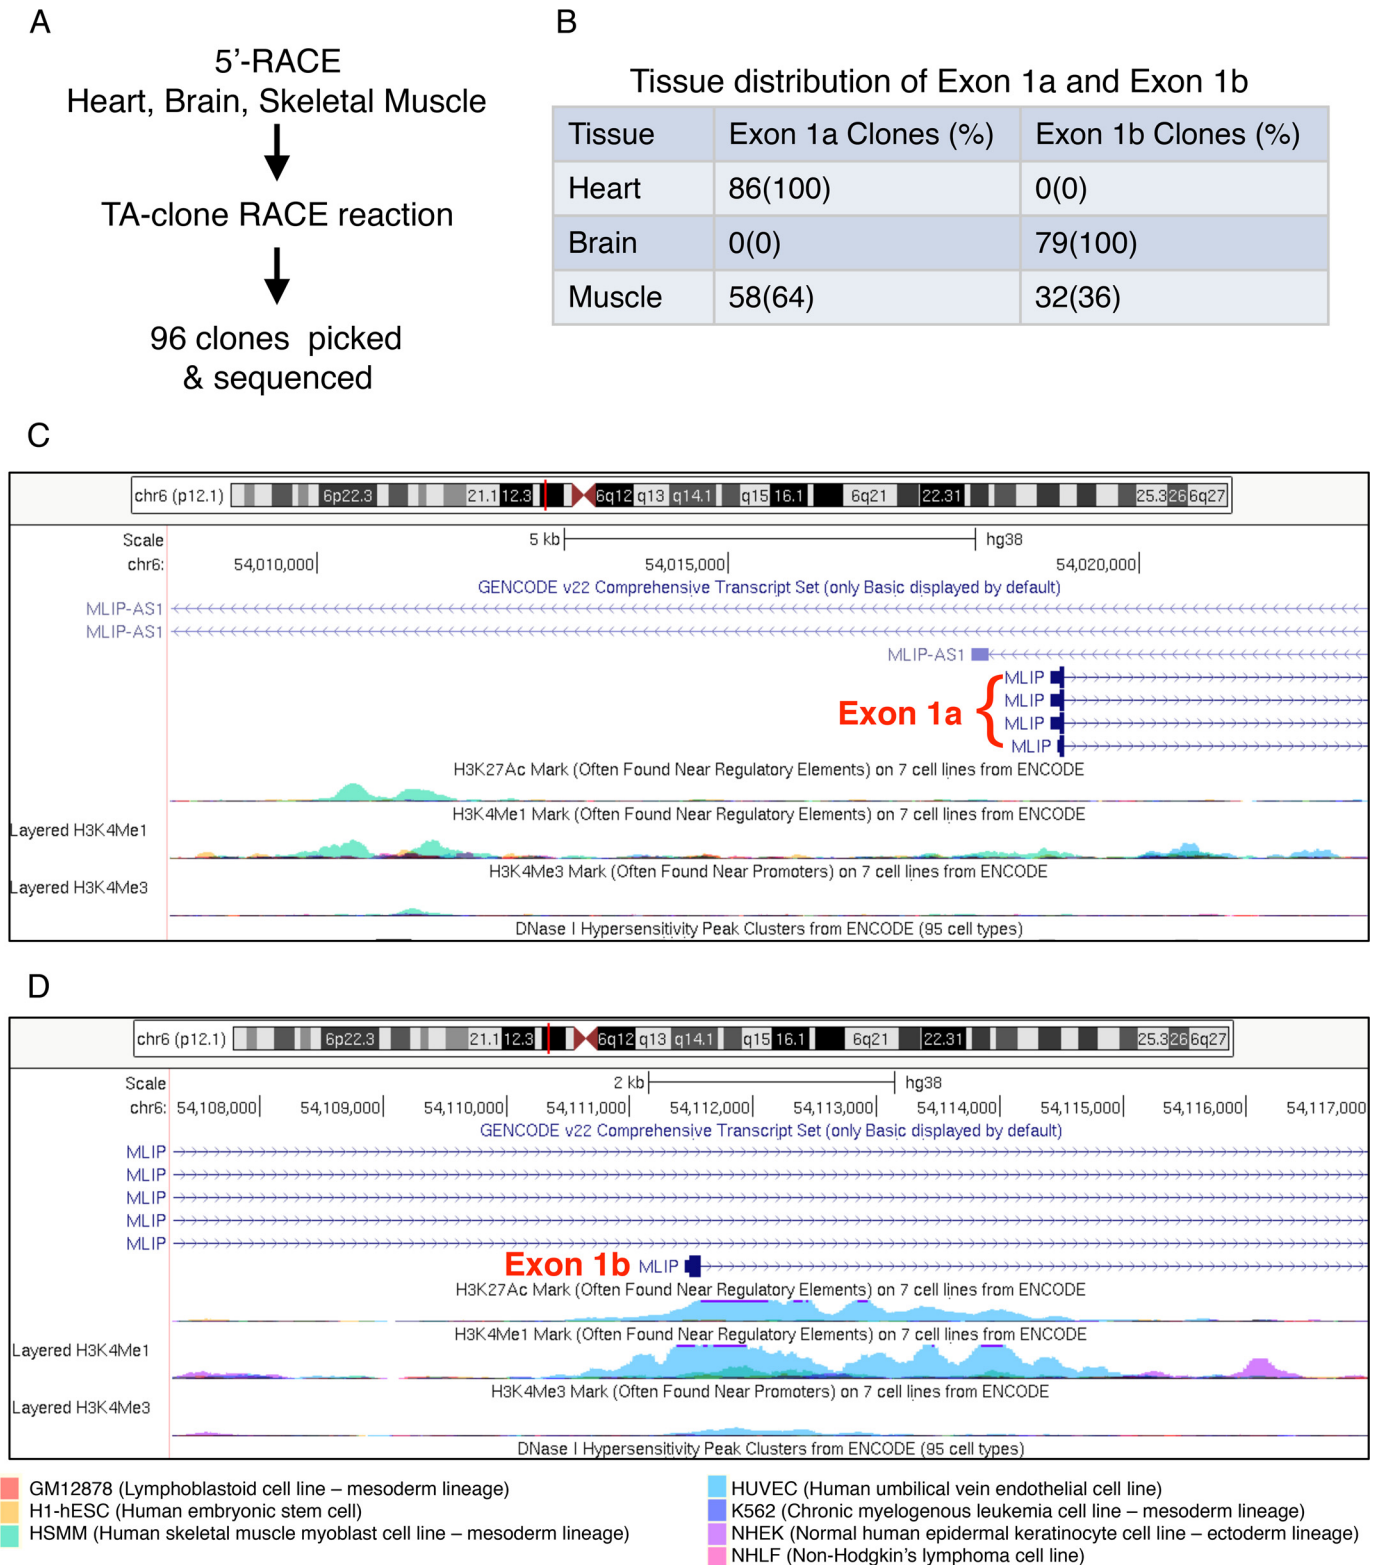 A
5’-RACE
Heart, Brain, Skeletal Muscle
TA-clone RACE reaction
96 clones picked
& sequenced
B
Tissue distribution of Exon 1a and Exon 1b
Tissue Exon 1a Clones (%) Exon 1b Clones (%)
Heart 86(100) 0(0)
Brain 0(0) 79(100)
Muscle 58(64) 32(36)
C
chr6 (p12.1) 6p22.3 21.1 12.3 6q12 q13 q14.1 q15 16.1 6q21 22.31 25.3 26 6q27
Scale 5 kb hg38
chr6: 54,010,000 54,015,000 54,020,000
GENCODE v22 Comprehensive Transcript Set (only Basic displayed by default)
MLIP-AS1
MLIP-AS1
MLIP-AS1
MLIP
MLIP
Exon 1a
MLIP
MLIP
H3K27Ac Mark (Often Found Near Regulatory Elements) on 7 cell lines from ENCODE
H3K4Me1 Mark (Often Found Near Regulatory Elements) on 7 cell lines from ENCODE
Layered H3K4Me1
H3K4Me3 Mark (Often Found Near Promoters) on 7 cell lines from ENCODE
Layered H3K4Me3
DNase I Hypersensitivity Peak Clusters from ENCODE (95 cell types)
D
chr6 (p12.1) 6p22.3 21.1 12.3 6q12 q13 q14.1 q15 16.1 6q21 22.31 25.3 26 6q27
Scale 2 kb hg38
chr6: 54,108,000 54,109,000 54,110,000 54,111,000 54,112,000 54,113,000 54,114,000 54,115,000 54,116,000 54,117,000
GENCODE v22 Comprehensive Transcript Set (only Basic displayed by default)
MLIP
MLIP
MLIP
MLIP
MLIP
Exon 1b MLIP
H3K27Ac Mark (Often Found Near Regulatory Elements) on 7 cell lines from ENCODE
H3K4Me1 Mark (Often Found Near Regulatory Elements) on 7 cell lines from ENCODE
Layered H3K4Me1
H3K4Me3 Mark (Often Found Near Promoters) on 7 cell lines from ENCODE
Layered H3K4Me3
DNase I Hypersensitivity Peak Clusters from ENCODE (95 cell types)
GM12878 (Lymphoblastoid cell line – mesoderm lineage)
H1-hESC (Human embryonic stem cell)
HSMM (Human skeletal muscle myoblast cell line – mesoderm lineage)
HUVEC (Human umbilical vein endothelial cell line)
K562 (Chronic myelogenous leukemia cell line – mesoderm lineage)
NHEK (Normal human epidermal keratinocyte cell line – ectoderm lineage)
NHLF (Non-Hodgkin’s lymphoma cell line)